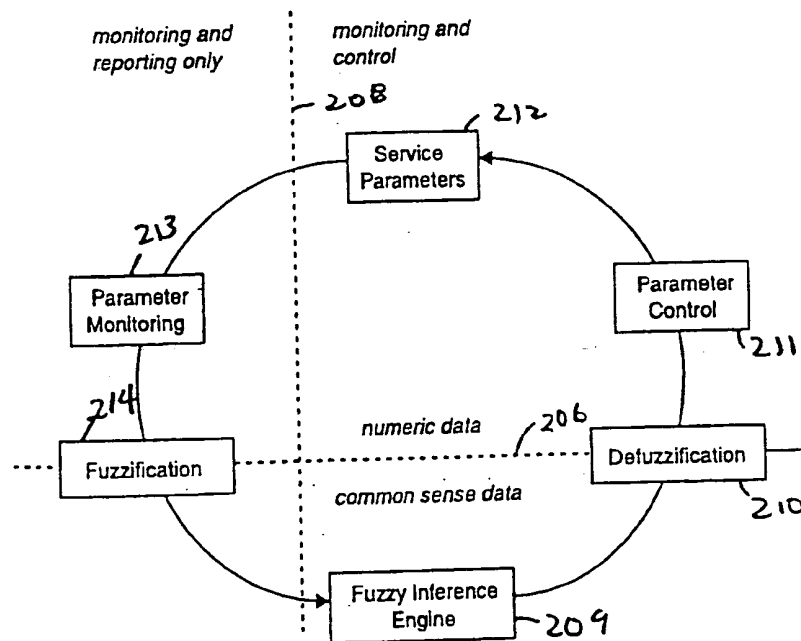 monitoring and
reporting only
monitoring and
control
208
212
Service
Parameters
213
Parameter
Monitoring
Parameter
Control
211
214
numeric data
206
Fuzzification
Defuzzification
common sense data
210
Fuzzy Inference
Engine
209